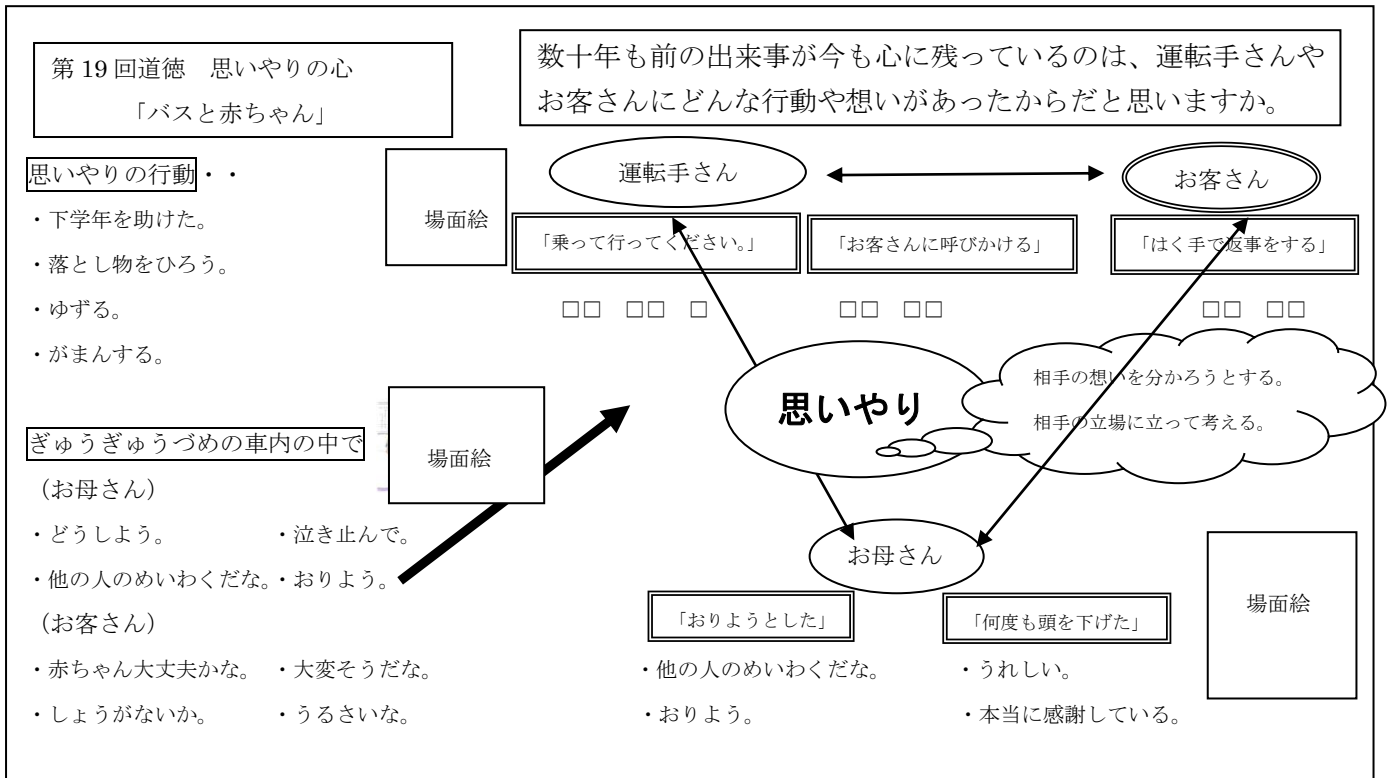 第 19 回道徳　思いやりの心
「バスと赤ちゃん」
数十年も前の出来事が今も心に残っているのは、運転手さんや
お客さんにどんな行動や想いがあったからだと思いますか。
思いやりの行動・・
・下学年を助けた。
・落とし物をひろう。
・ゆずる。
・がまんする。
場面絵
運転手さん
お客さん
「乗って行ってください。」
「お客さんに呼びかける」
「はく手で返事をする」
□□　□□　□
□□　□□
□□　□□
思いやり
相手の想いを分かろうとする。
相手の立場に立って考える。
ぎゅうぎゅうづめの車内の中で
場面絵
（お母さん）
・どうしよう。　・泣き止んで。
・他の人のめいわくだな。・おりよう。
（お客さん）
・赤ちゃん大丈夫かな。　・大変そうだな。
・しょうがないか。　・うるさいな。
お母さん
「おりようとした」
・他の人のめいわくだな。
・おりよう。
「何度も頭を下げた」
・うれしい。
・本当に感謝している。
場面絵